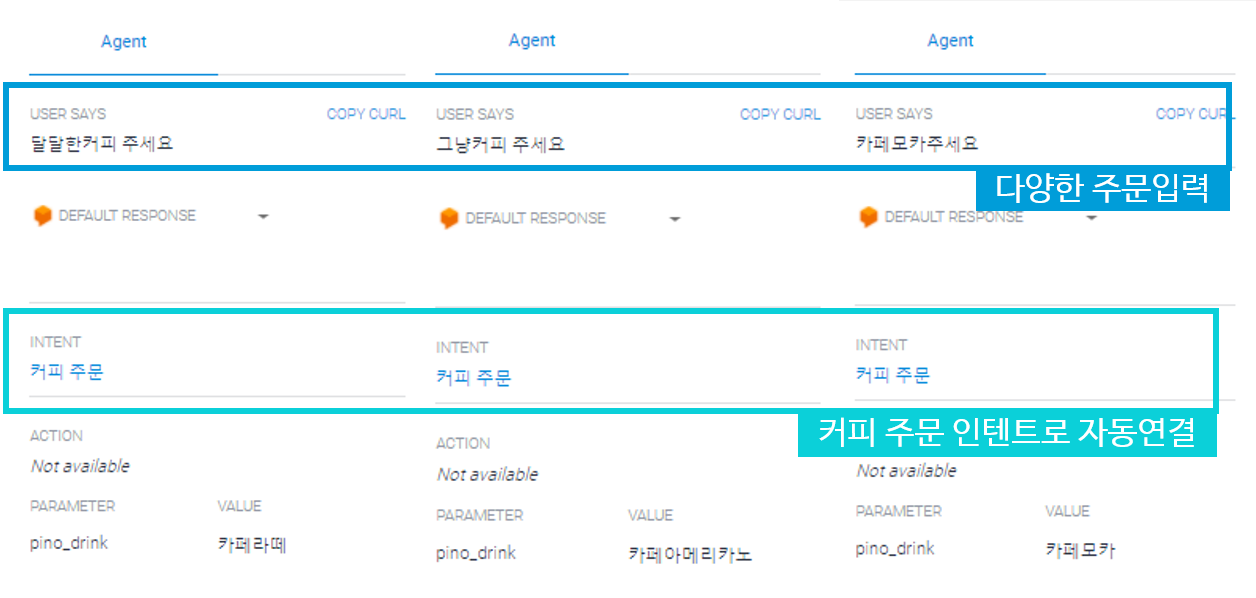 Agent
USER SAYS COPY CURL
달달한커피 주세요
DEFAULT RESPONSE
INTENT
커피 주문
ACTION
Not available
PARAMETER VALUE
pino_drink 카페라떼
Agent
USER SAYS COPY CURL
그냥커피 주세요
DEFAULT RESPONSE
INTENT
커피 주문
ACTION
Not available
PARAMETER VALUE
pino_drink 카페아메리카노
Agent
USER SAYS COPY CURL
카페모카주세요
다양한 주문입력
DEFAULT RESPONSE
INTENT
커피 주문
커피 주문 인텐트로 자동연결
Not available
PARAMETER VALUE
pino_drink 카페모카